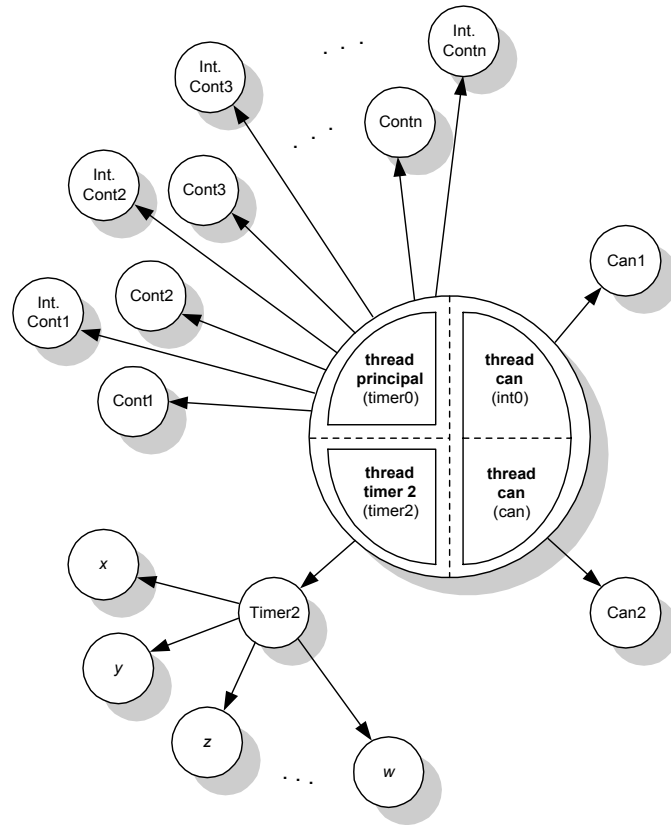 . . .
Int.
Contn
Int.
Cont3
. . .
Contn
Int.
Cont2
Cont3
Can1
Int.
Cont1
Cont2
Cont1
thread
principal
(timer0)
thread
can
(int0)
thread
timer 2
(timer2)
thread
can
(can)
x
Timer2
Can2
y
z
. . .
w